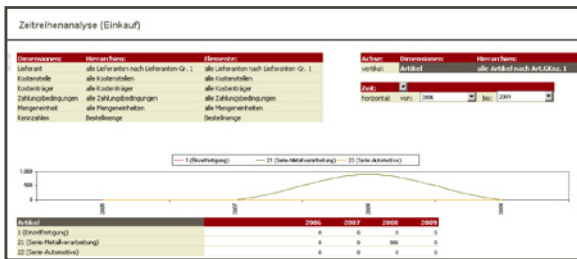 Zeitreihenanalyse (Einkauf)
Dimensionen: Hierarchien: Elemente:
Lieferant alle Lieferanten nach Lieferanten-Gr. 1 alle Lieferanten nach Lieferanten-Gr. 1
Kostenstelle alle Kostenstellen alle Kostenstellen
Kostenträger alle Kostenträger alle Kostenträger
Zahlungsbedingungen alle Zahlungsbedingungen alle Zahlungsbedingungen
Mengeneinheit alle Mengeneinheiten alle Mengeneinheiten
Kennzahlen Bestellmenge Bestellmenge
Achse: Dimensionen: Hierarchien:
vertikal: Artikel alle Artikel nach Art.GKnz. 1
Zeit:
horizontal: von: 2006 bis: 2009
1 (Einzelfertigung) 21 (Serie-Metallverarbeitung) 22 (Serie-Automotive)
1.000
500
0
2006 2007 2008 2009
Artikel 2006 2007 2008 2009
1 (Einzelfertigung) 0 0 0
21 (Serie-Metallverarbeitung) 0 0 0
22 (Serie-Automotive) 0 0 0 0